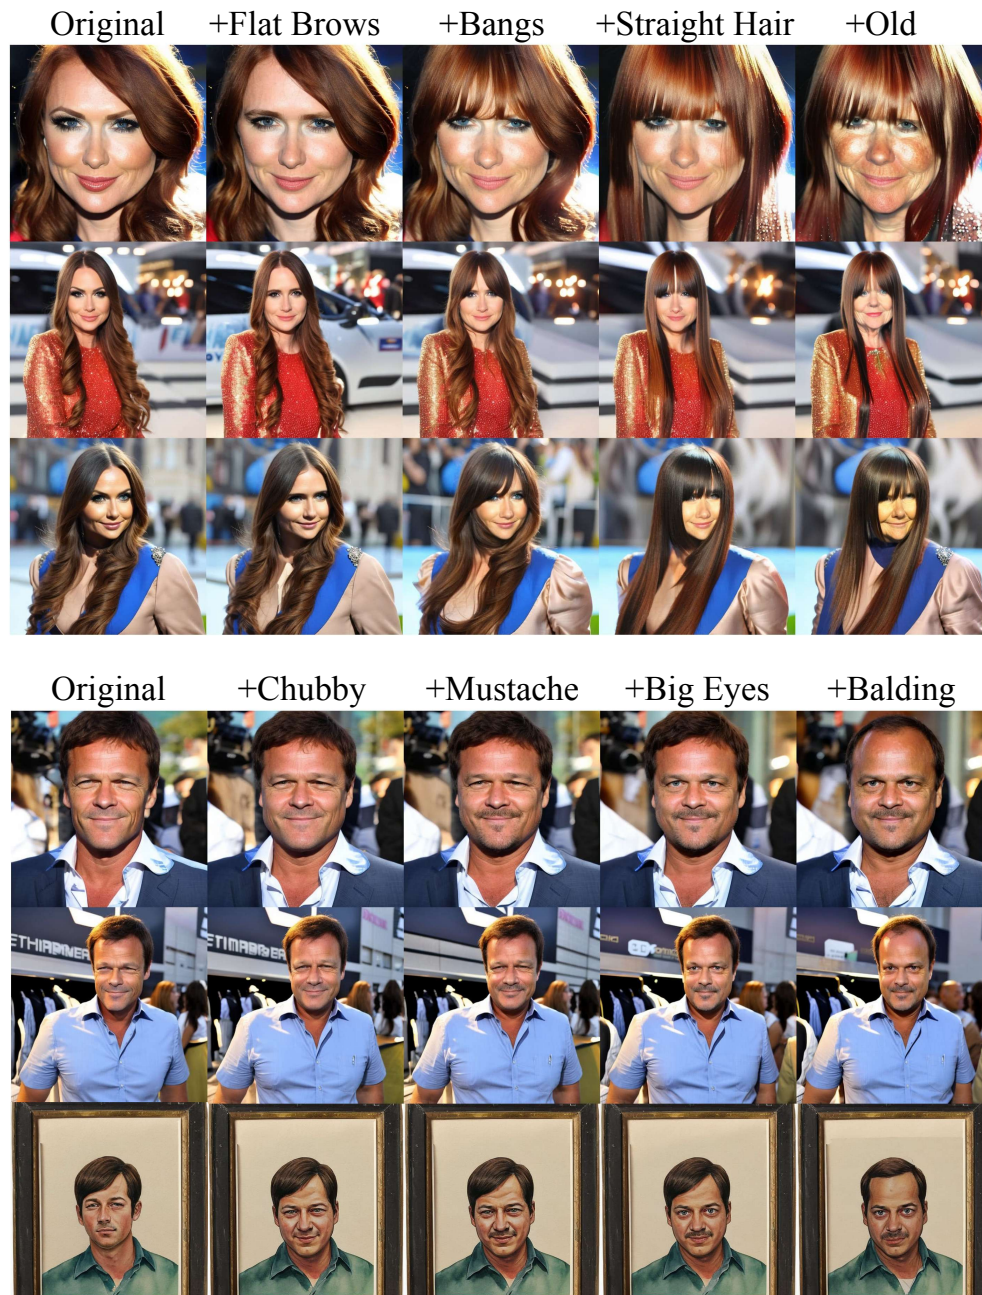 Original +Flat Brows +Bangs +Straight Hair +Old
Original +Chubby +Mustache +Big Eyes +Balding